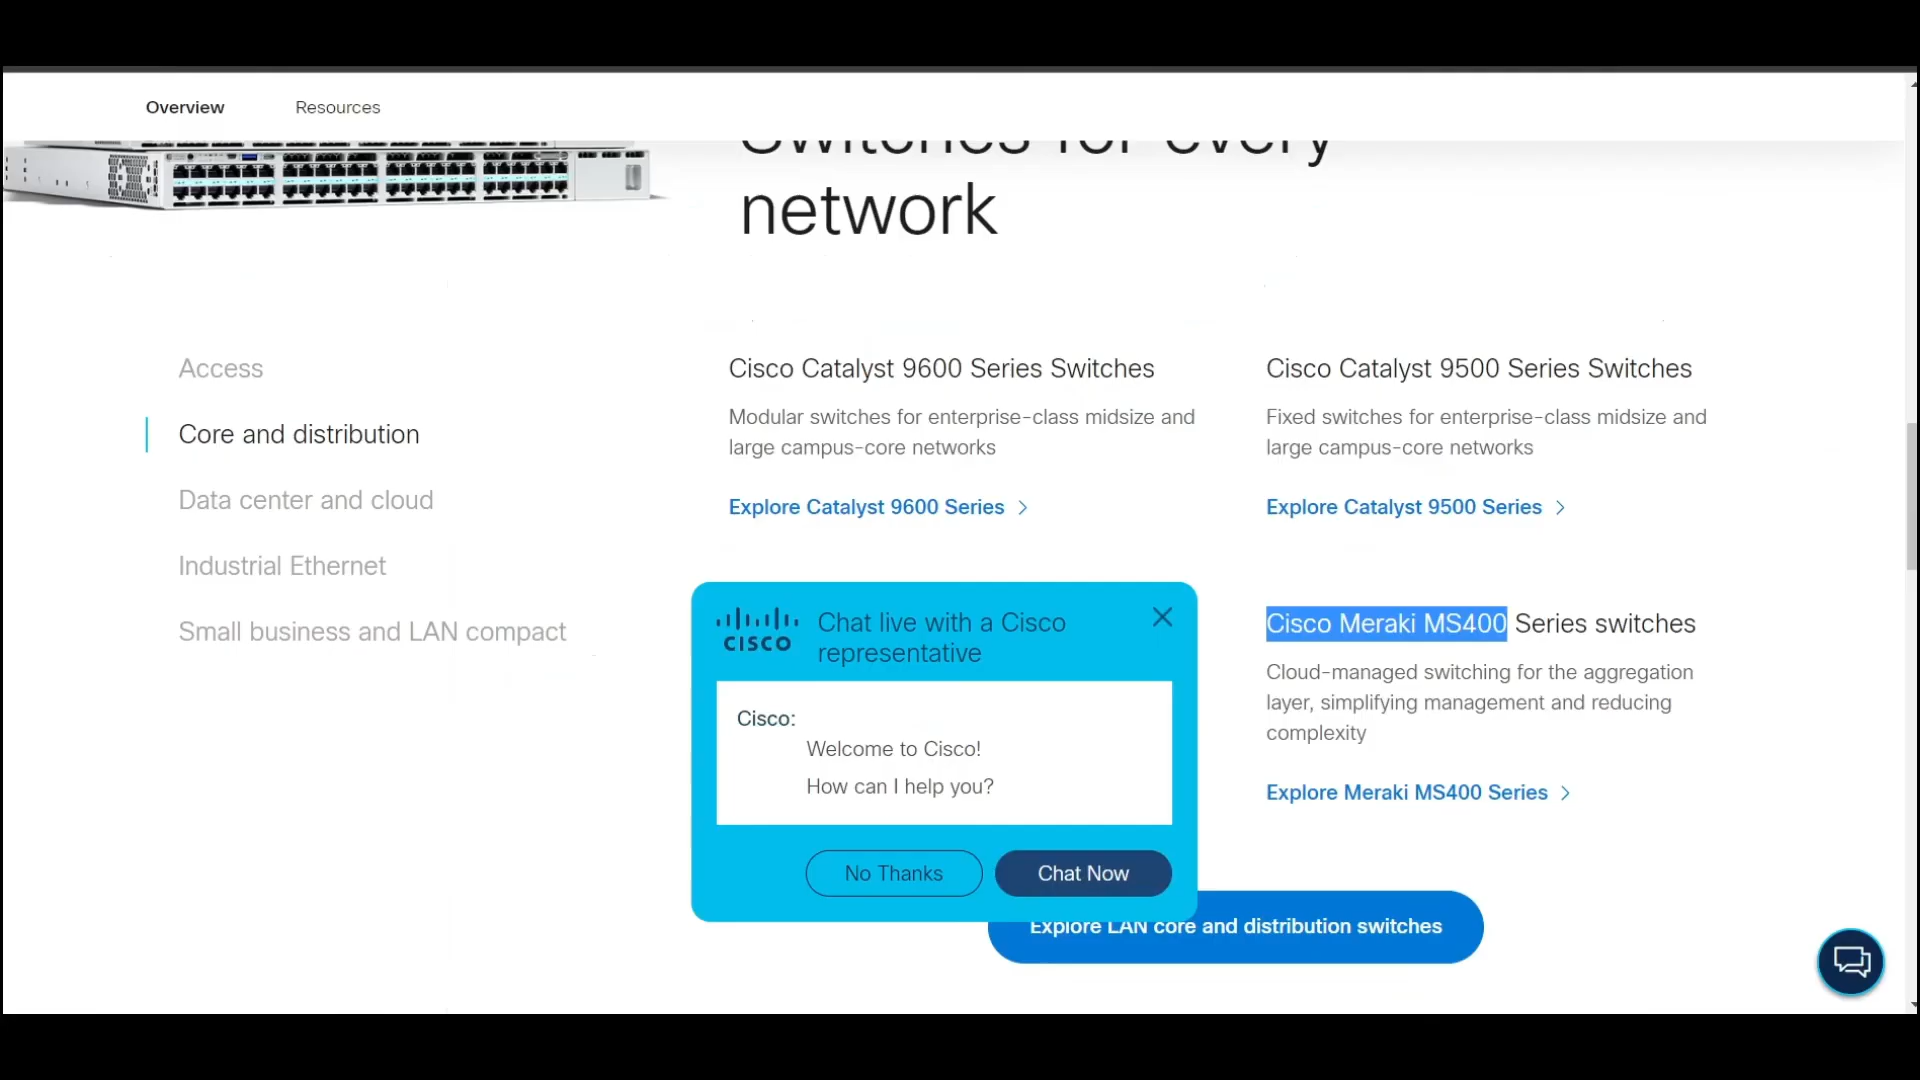 Overview
Resources
Switches for every
network
Access
Core and distribution
Data center and cloud
Industrial Ethernet
Small business and LAN compact
Cisco Catalyst 9600 Series Switches
Modular switches for enterprise-class midsize and
large campus-core networks
Explore Catalyst 9600 Series
Cisco Catalyst 9500 Series Switches
Fixed switches for enterprise-class midsize and
large campus-core networks
Explore Catalyst 9500 Series
CISCO
Chat live with a Cisco
representative
Cisco:
Welcome to Cisco!
How can I help you?
No Thanks
Chat Now
Cisco Meraki MS400 Series switches
Cloud-managed switching for the aggregation
layer, simplifying management and reducing
complexity
Explore Meraki MS400 Series
Explore LAN core and distribution switches